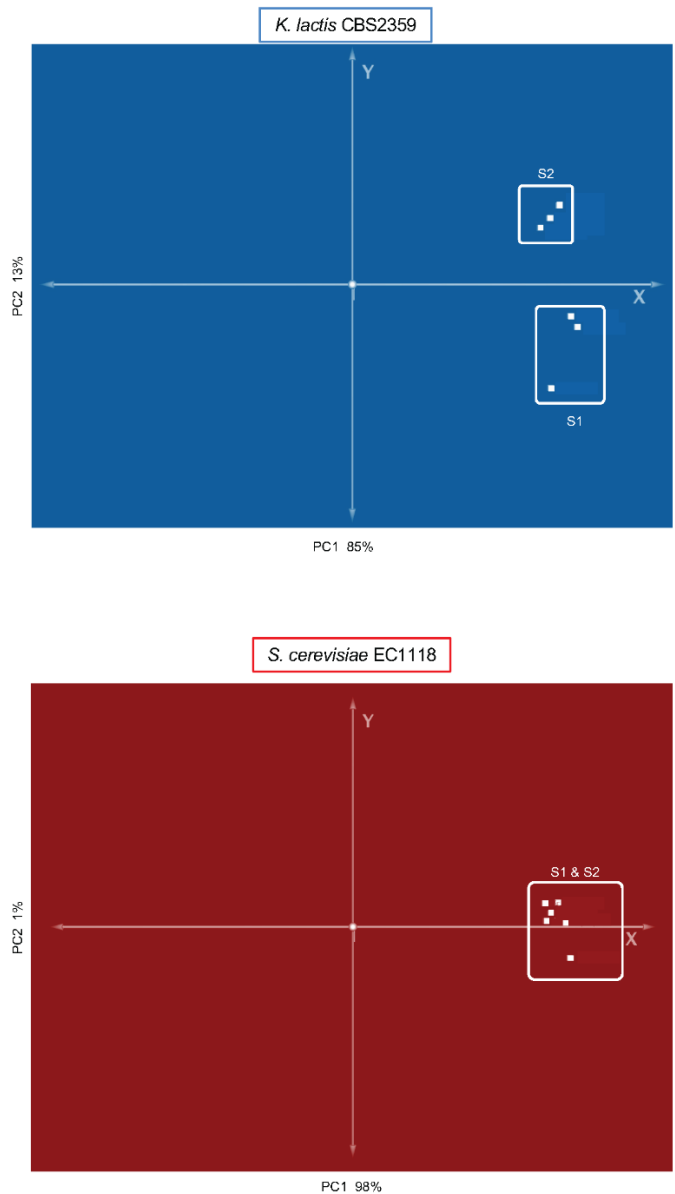 K. lactis CBS2359
Y
S2
PC2 13%
X
S1
PC1 85%
S. cerevisiae EC1118
Y
S1 & S2
PC2 1%
X
PC1 98%